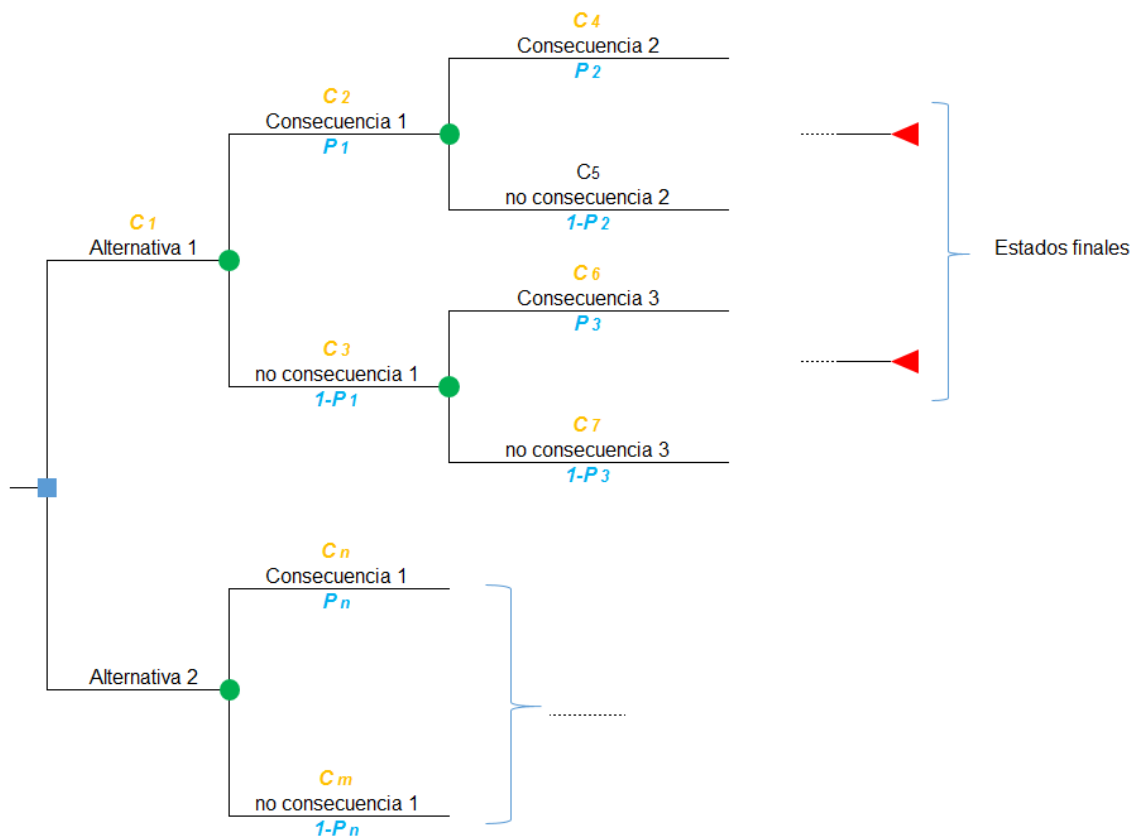 C 4
Consecuencia 2
P 2
C 2
Consecuencia 1
P 1
C5
no consecuencia 2
1-P 2
C 1
Alternativa 1
Estados finales
C 6
Consecuencia 3
P 3
C 3
no consecuencia 1
1-P 1
C 7
no consecuencia 3
1-P 3
C n
Consecuencia 1
P n
Alternativa 2
C m
no consecuencia 1
1-P n